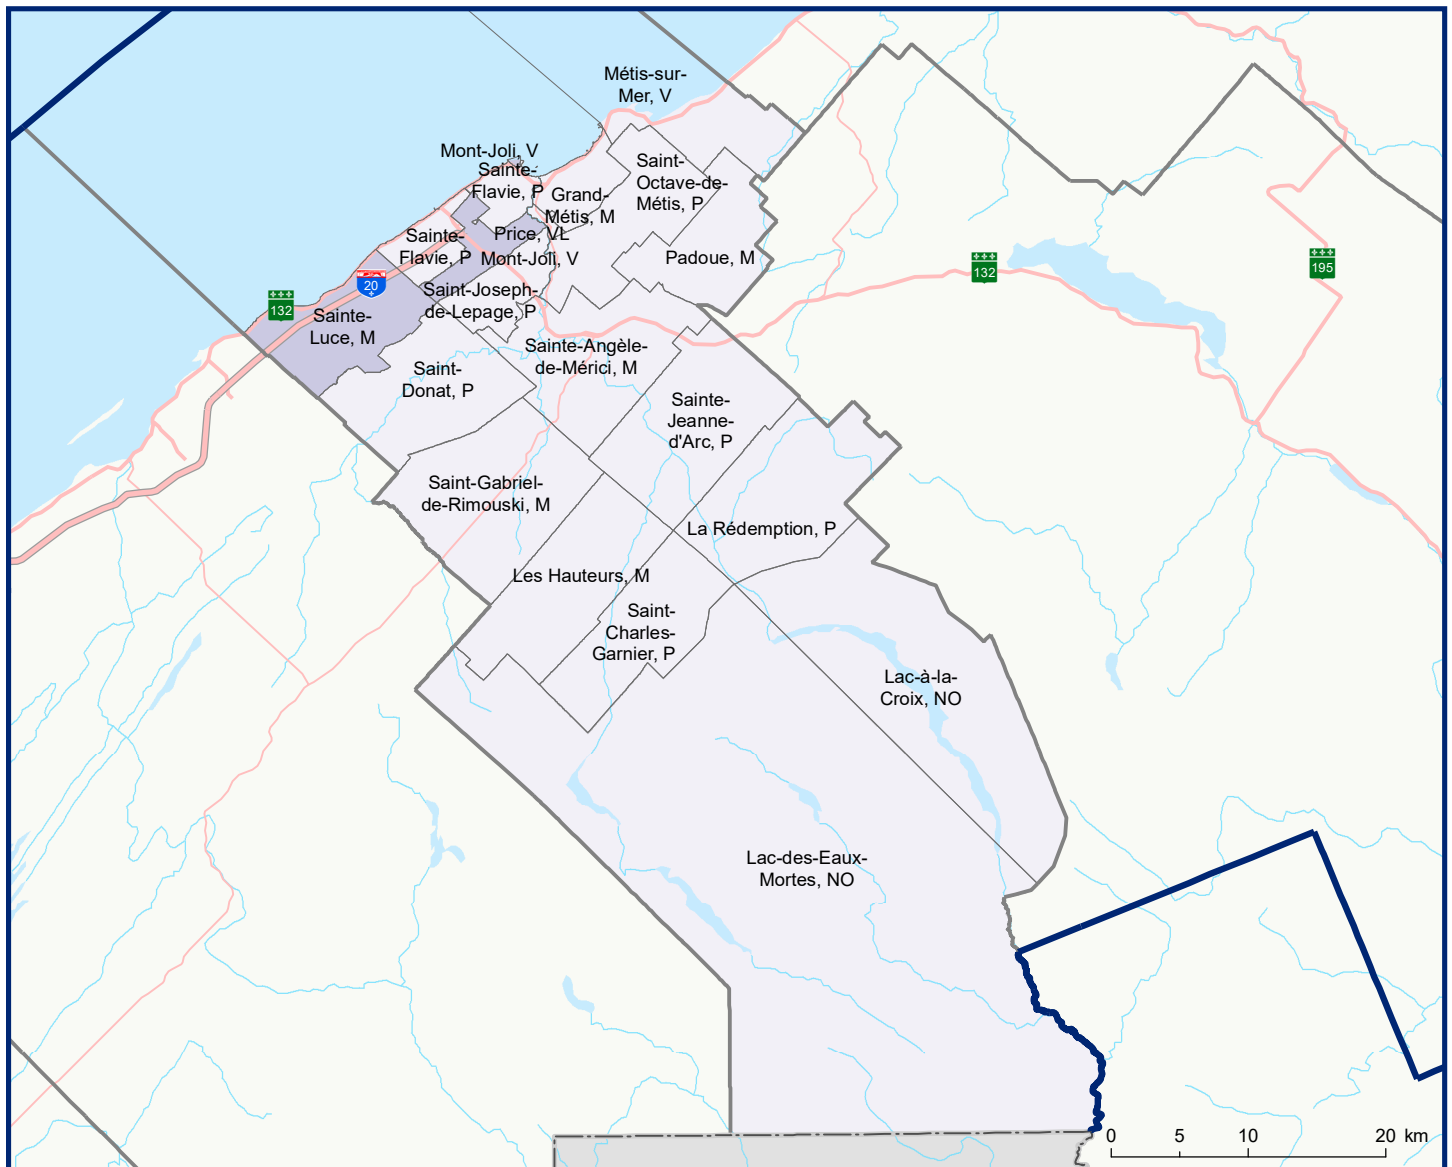 Métis-sur-
Mer, V
Mont-Joli, V
Sainte-
Flavie, P
Saint-
Octave-de-
Métis, P
Grand-
Métis, M
Price, VL
Sainte-
Flavie, P
Mont-Joli, V
Padoue, M
132
195
20
132
Saint-Joseph-
de-Lepage, P
Sainte-
Luce, M
Sainte-Angèle-
de-Mérici, M
Saint-
Donat, P
Sainte-
Jeanne-
d'Arc, P
Saint-Gabriel-
de-Rimouski, M
La Rédemption, P
Les Hauteurs, M
Saint-
Charles-
Garnier, P
Lac-à-la-
Croix, NO
Lac-des-Eaux-
Mortes, NO
0 5 10 20 km